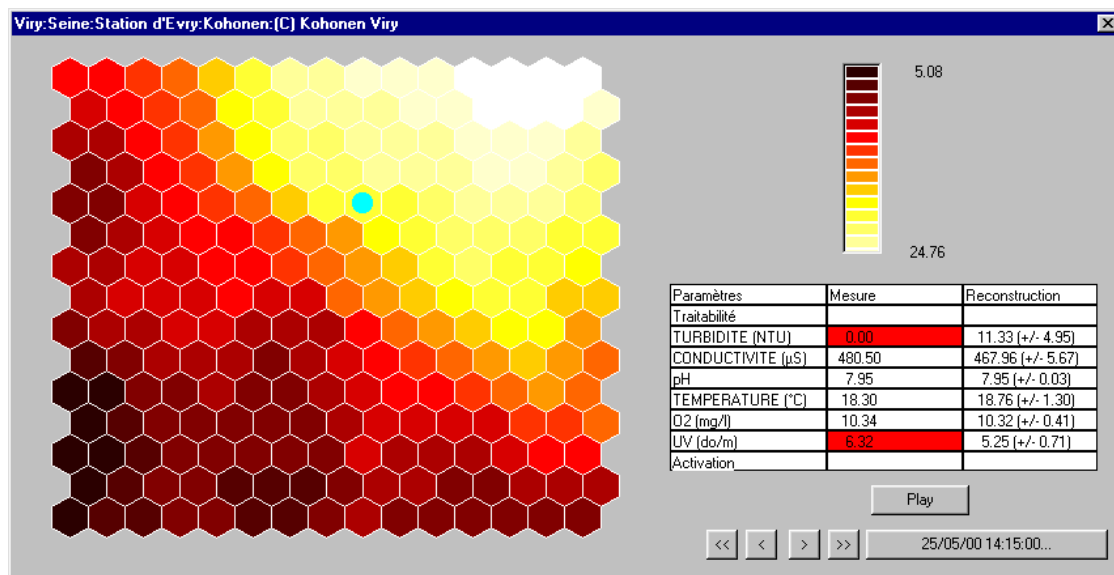 Viry:Seine:Station d'Evry:Kohonen:(C) Kohonen Viry
5.08
24.76
Paramètres Mesure Reconstruction
Traitabilité
TURBIDITE (NTU) 0.00 11.33 (+/- 4.95)
CONDUCTIVITE (µS) 480.50 467.96 (+/- 5.67)
pH 7.95 7.95 (+/- 0.03)
TEMPERATURE (°C) 18.30 18.76 (+/- 1.30)
O2 (mg/l) 10.34 10.32 (+/- 0.41)
UV (do/m) 6.32 5.25 (+/- 0.71)
Activation
Play
<< < > >> 25/05/00 14:15:00...